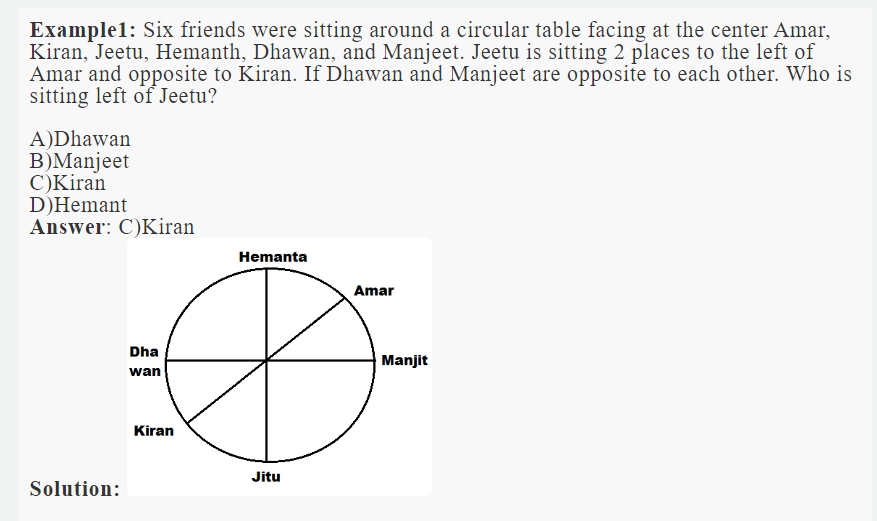 Example1: Six friends were sitting around a circular table facing at the center Amar,
Kiran, Jeetu, Hemanth, Dhawan, and Manjeet. Jeetu is sitting 2 places to the left of
Amar and opposite to Kiran. If Dhawan and Manjeet are opposite to each other. Who is
sitting left of Jeetu?
A)Dhawan
B)Manjeet
C)Kiran
D)Hemant
Answer: C)Kiran
Hemanta
Amar
Dha
wan
Manjit
Kiran
Jitu
Solution: